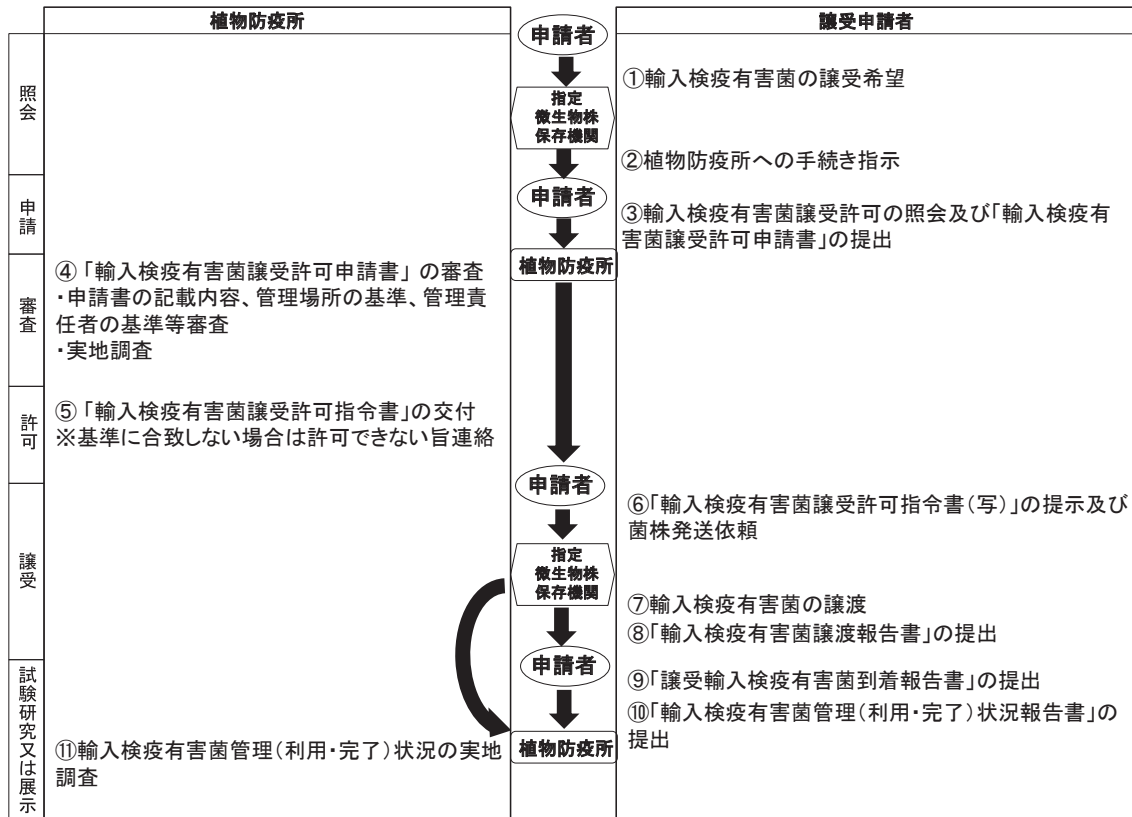 植物防疫所
譲受申請者
照会
申請者
①輸入検疫有害菌の譲受希望
指定
微生物株
保存機関
②植物防疫所への手続き指示
申請
申請者
③輸入検疫有害菌譲受許可の照会及び「輸入検疫有
害菌譲受許可申請書」の提出
植物防疫所
審査
④「輸入検疫有害菌譲受許可申請書」の審査
・申請書の記載内容、管理場所の基準、管理責
任者の基準等審査
・実地調査
許可
⑤「輸入検疫有害菌譲受許可指令書」の交付
※基準に合致しない場合は許可できない旨連絡
譲受
申請者
⑥「輸入検疫有害菌譲受許可指令書(写)」の提示及び
菌株発送依頼
指定
微生物株
保存機関
⑦輸入検疫有害菌の譲渡
⑧「輸入検疫有害菌譲渡報告書」の提出
試験研究又は展示
申請者
⑨「譲受輸入検疫有害菌到着報告書」の提出
⑩「輸入検疫有害菌管理(利用・完了)状況報告書」の
提出
植物防疫所
⑪輸入検疫有害菌管理(利用・完了)状況の実地
調査